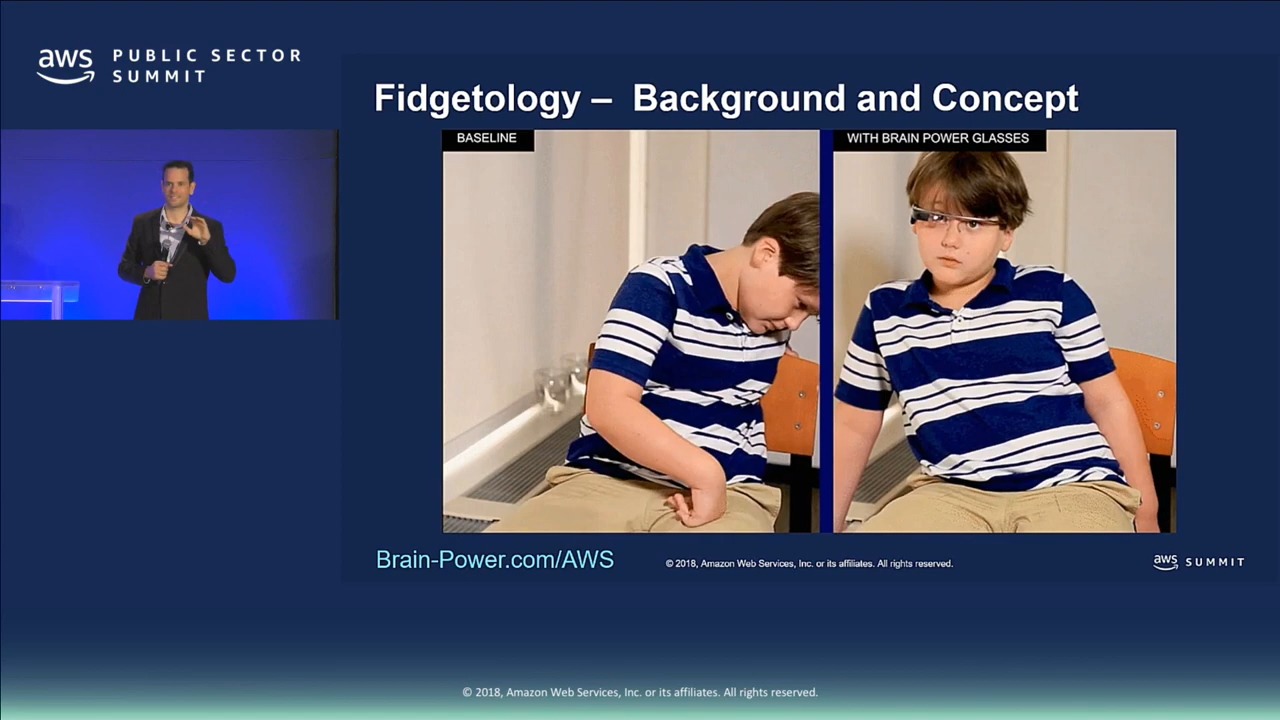 aws PUBLIC SECTOR
SUMMIT
Fidgetology – Background and Concept
BASELINE
WITH BRAIN POWER GLASSES
Brain-Power.com/AWS
© 2018, Amazon Web Services, Inc. or its affiliates. All rights reserved.
aws SUMMIT
© 2018, Amazon Web Services, Inc. or its affiliates. All rights reserved.